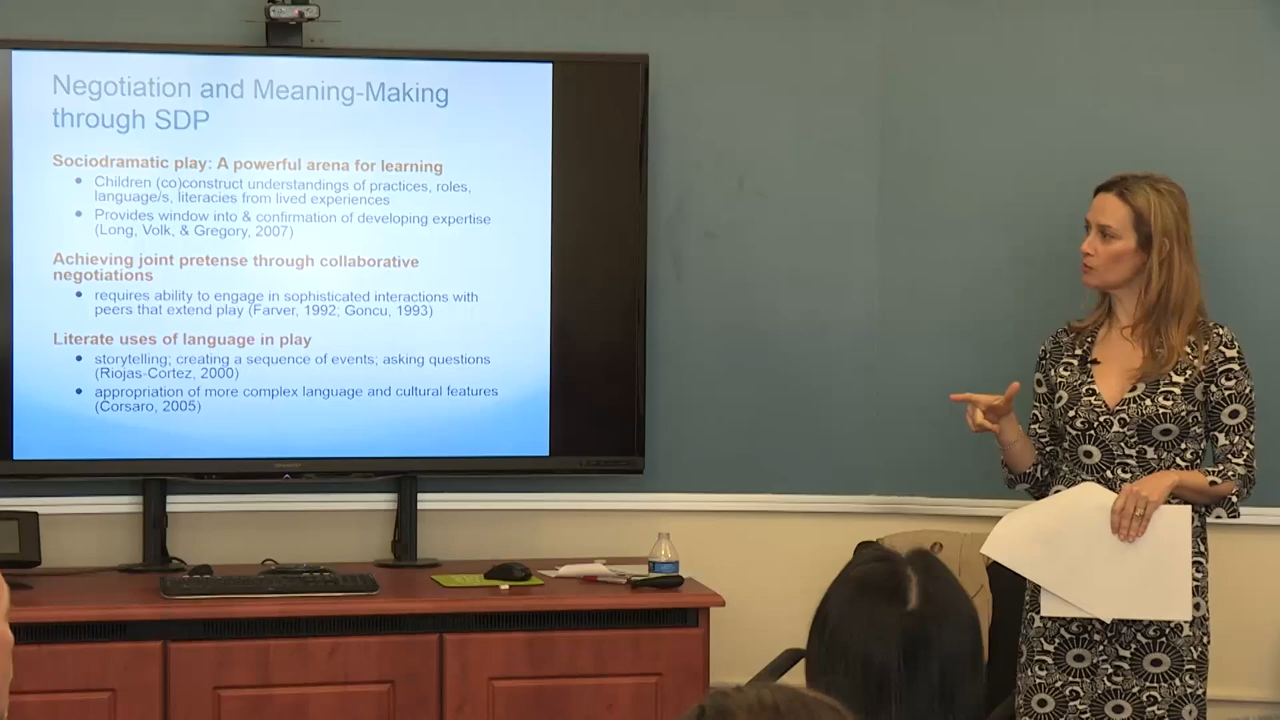 Negotiation and Meaning-Making
through SDP
Sociodramatic play: A powerful arena for learning
• Children (co)construct understandings of practices, roles,
language/s, literacies from lived experiences
• Provides window into & confirmation of developing expertise
(Long, Volk, & Gregory, 2007)
Achieving joint pretense through collaborative
negotiations
• requires ability to engage in sophisticated interactions with
peers that extend play (Farver, 1992; Goncu, 1993)
Literate uses of language in play
• storytelling; creating a sequence of events; asking questions
(Riojas-Cortez, 2000)
• appropriation of more complex language and cultural features
(Corsaro, 2005)
SHARP